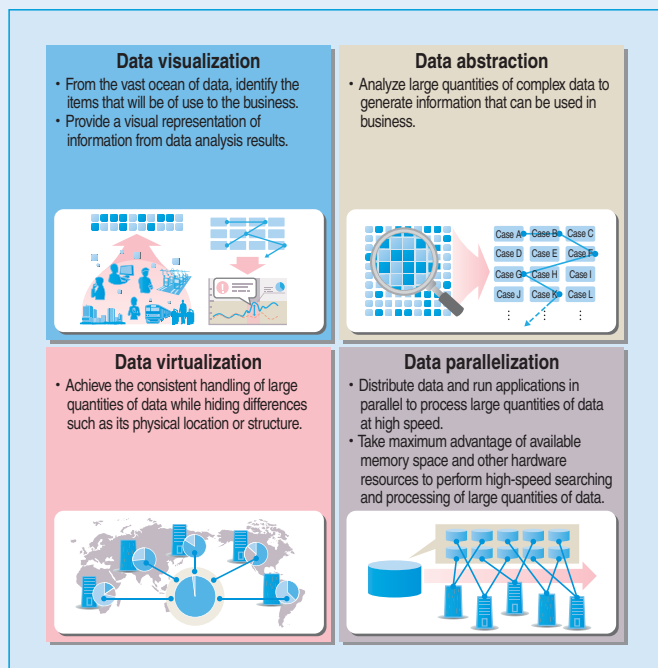 Data visualization
• From the vast ocean of data, identify the
items that will be of use to the business.
• Provide a visual representation of
information from data analysis results.
Data abstraction
• Analyze large quantities of complex data to
generate information that can be used in
business.
Case A Case B Case C
Case D Case E Case F
Case G Case H Case I
Case J Case K Case L
Data virtualization
• Achieve the consistent handling of large
quantities of data while hiding differences
such as its physical location or structure.
Data parallelization
• Distribute data and run applications in
parallel to process large quantities of data
at high speed.
• Take maximum advantage of available
memory space and other hardware
resources to perform high-speed searching
and processing of large quantities of data.